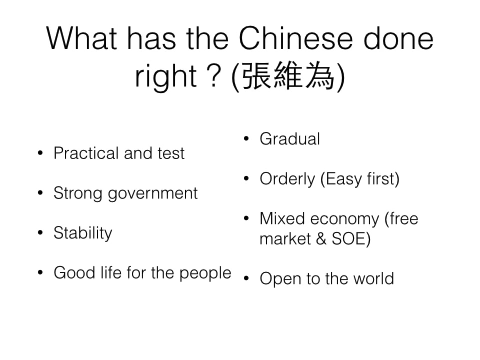 What has the Chinese done
right ? (張維為)
• Practical and test
• Strong government
• Stability
• Good life for the people
• Gradual
• Orderly (Easy first)
• Mixed economy (free
market & SOE)
• Open to the world